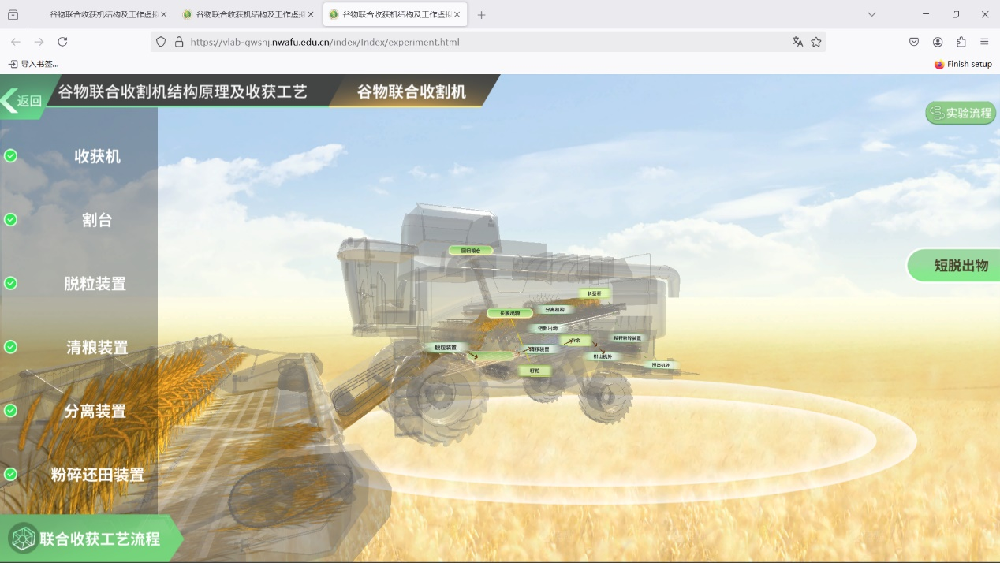 谷物联合收获机结构及工作虚拟
谷物联合收获机结构及工作虚拟
谷物联合收获机结构及工作虚拟
https://vlab-gwshj.nwafu.edu.cn/index/Index/experiment.html
导入书签...
Finish setup
返回
谷物联合收割机结构原理及收获工艺
谷物联合收割机
实验流程
收获机
割台
脱粒装置
清粮装置
分离装置
粉碎还田装置
联合收获工艺流程
短脱出物
回归粮仓
长茎秆
分离机构
长脱出物
短脱出物
秸秆粉碎装置
脱粒装置
清粮装置
排出机外
排出机外
籽粒